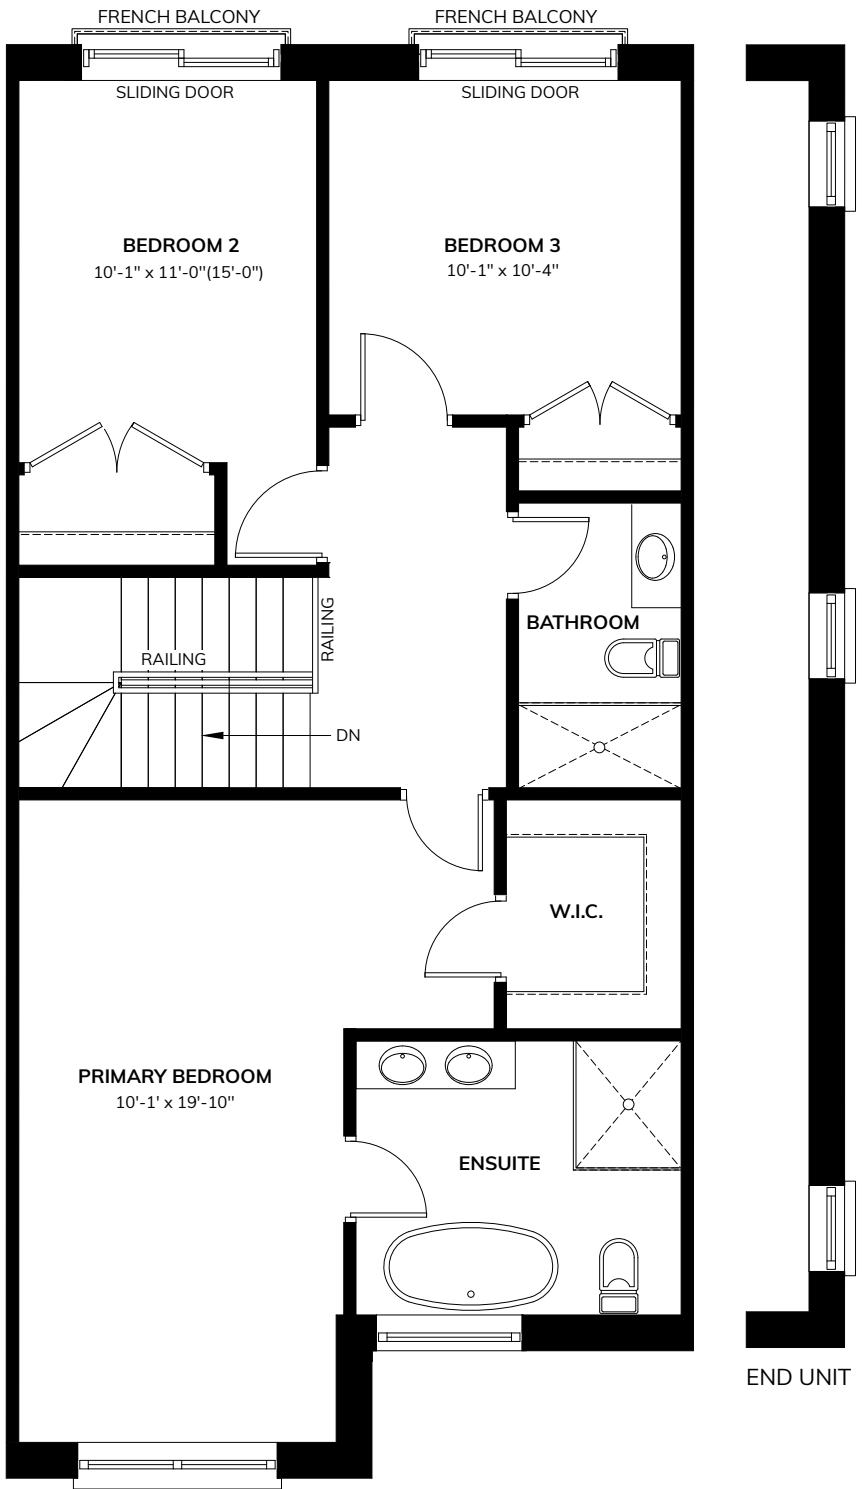 FRENCH BALCONY
FRENCH BALCONY
SLIDING DOOR
SLIDING DOOR
BEDROOM 2
10'-1" x 11'-0"(15'-0")
BEDROOM 3
10'-1" x 10'-4"
RAILING
RAILING
BATHROOM
DN
W.I.C.
PRIMARY BEDROOM
10'-1' x 19'-10"
ENSUITE
END UNIT